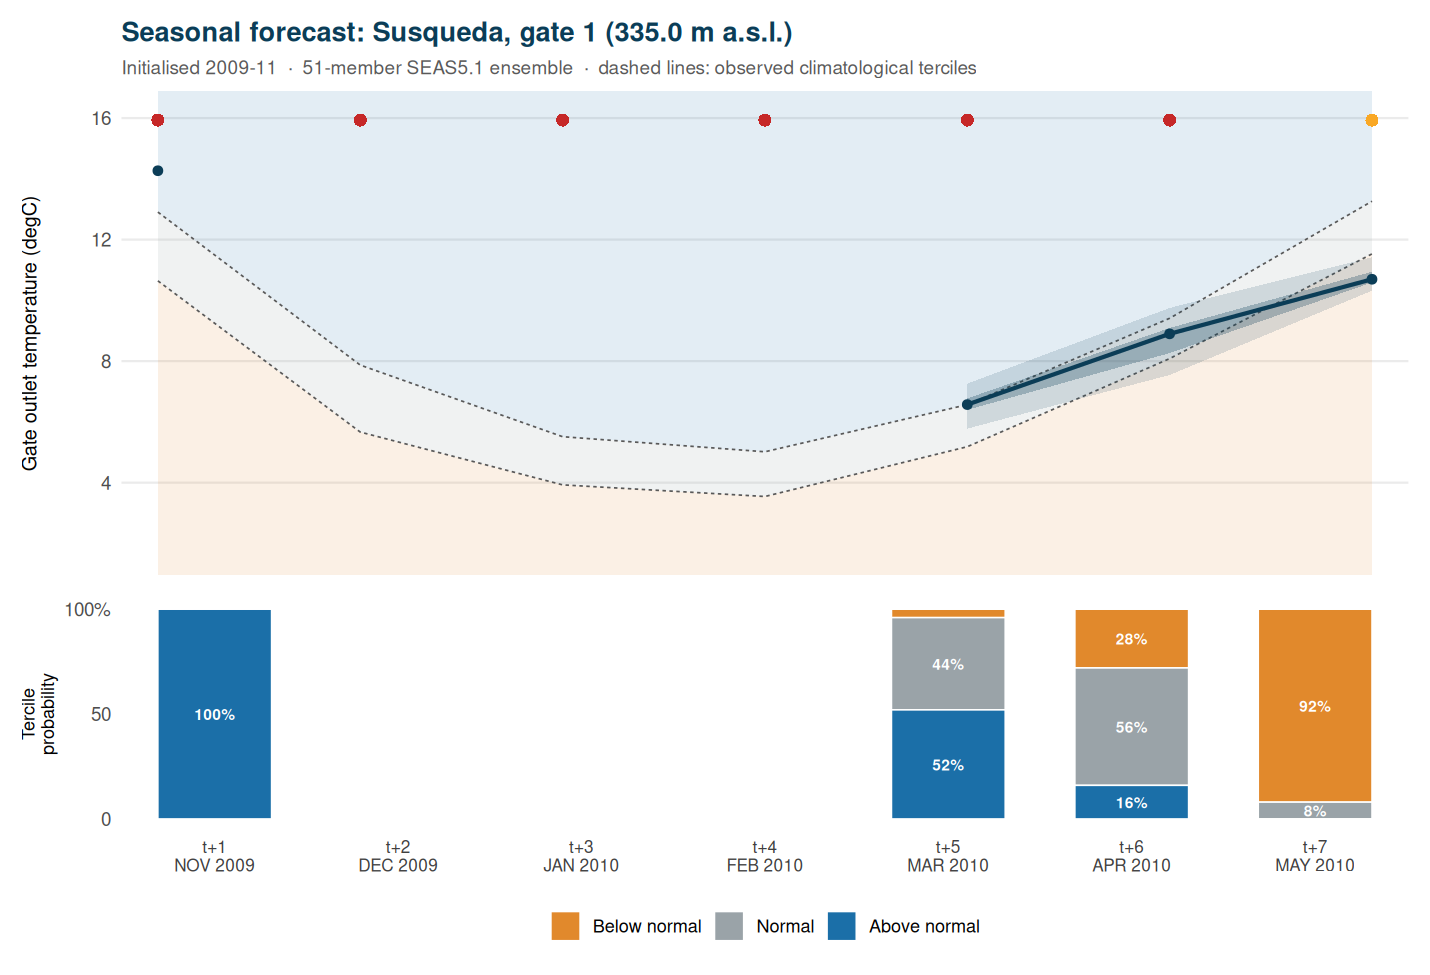 Seasonal forecast: Susqueda, gate 1 (335.0 m a.s.l.)
Initialised 2009-11 · 51-member SEAS5.1 ensemble · dashed lines: observed climatological terciles
Gate outlet temperature (degC)
16
12
8
4
Tercile
probability
100%
50
0
100%
44%
52%
28%
56%
16%
92%
8%
t+1 t+2 t+3 t+4 t+5 t+6 t+7
NOV 2009 DEC 2009 JAN 2010 FEB 2010 MAR 2010 APR 2010 MAY 2010
Below normal Normal Above normal